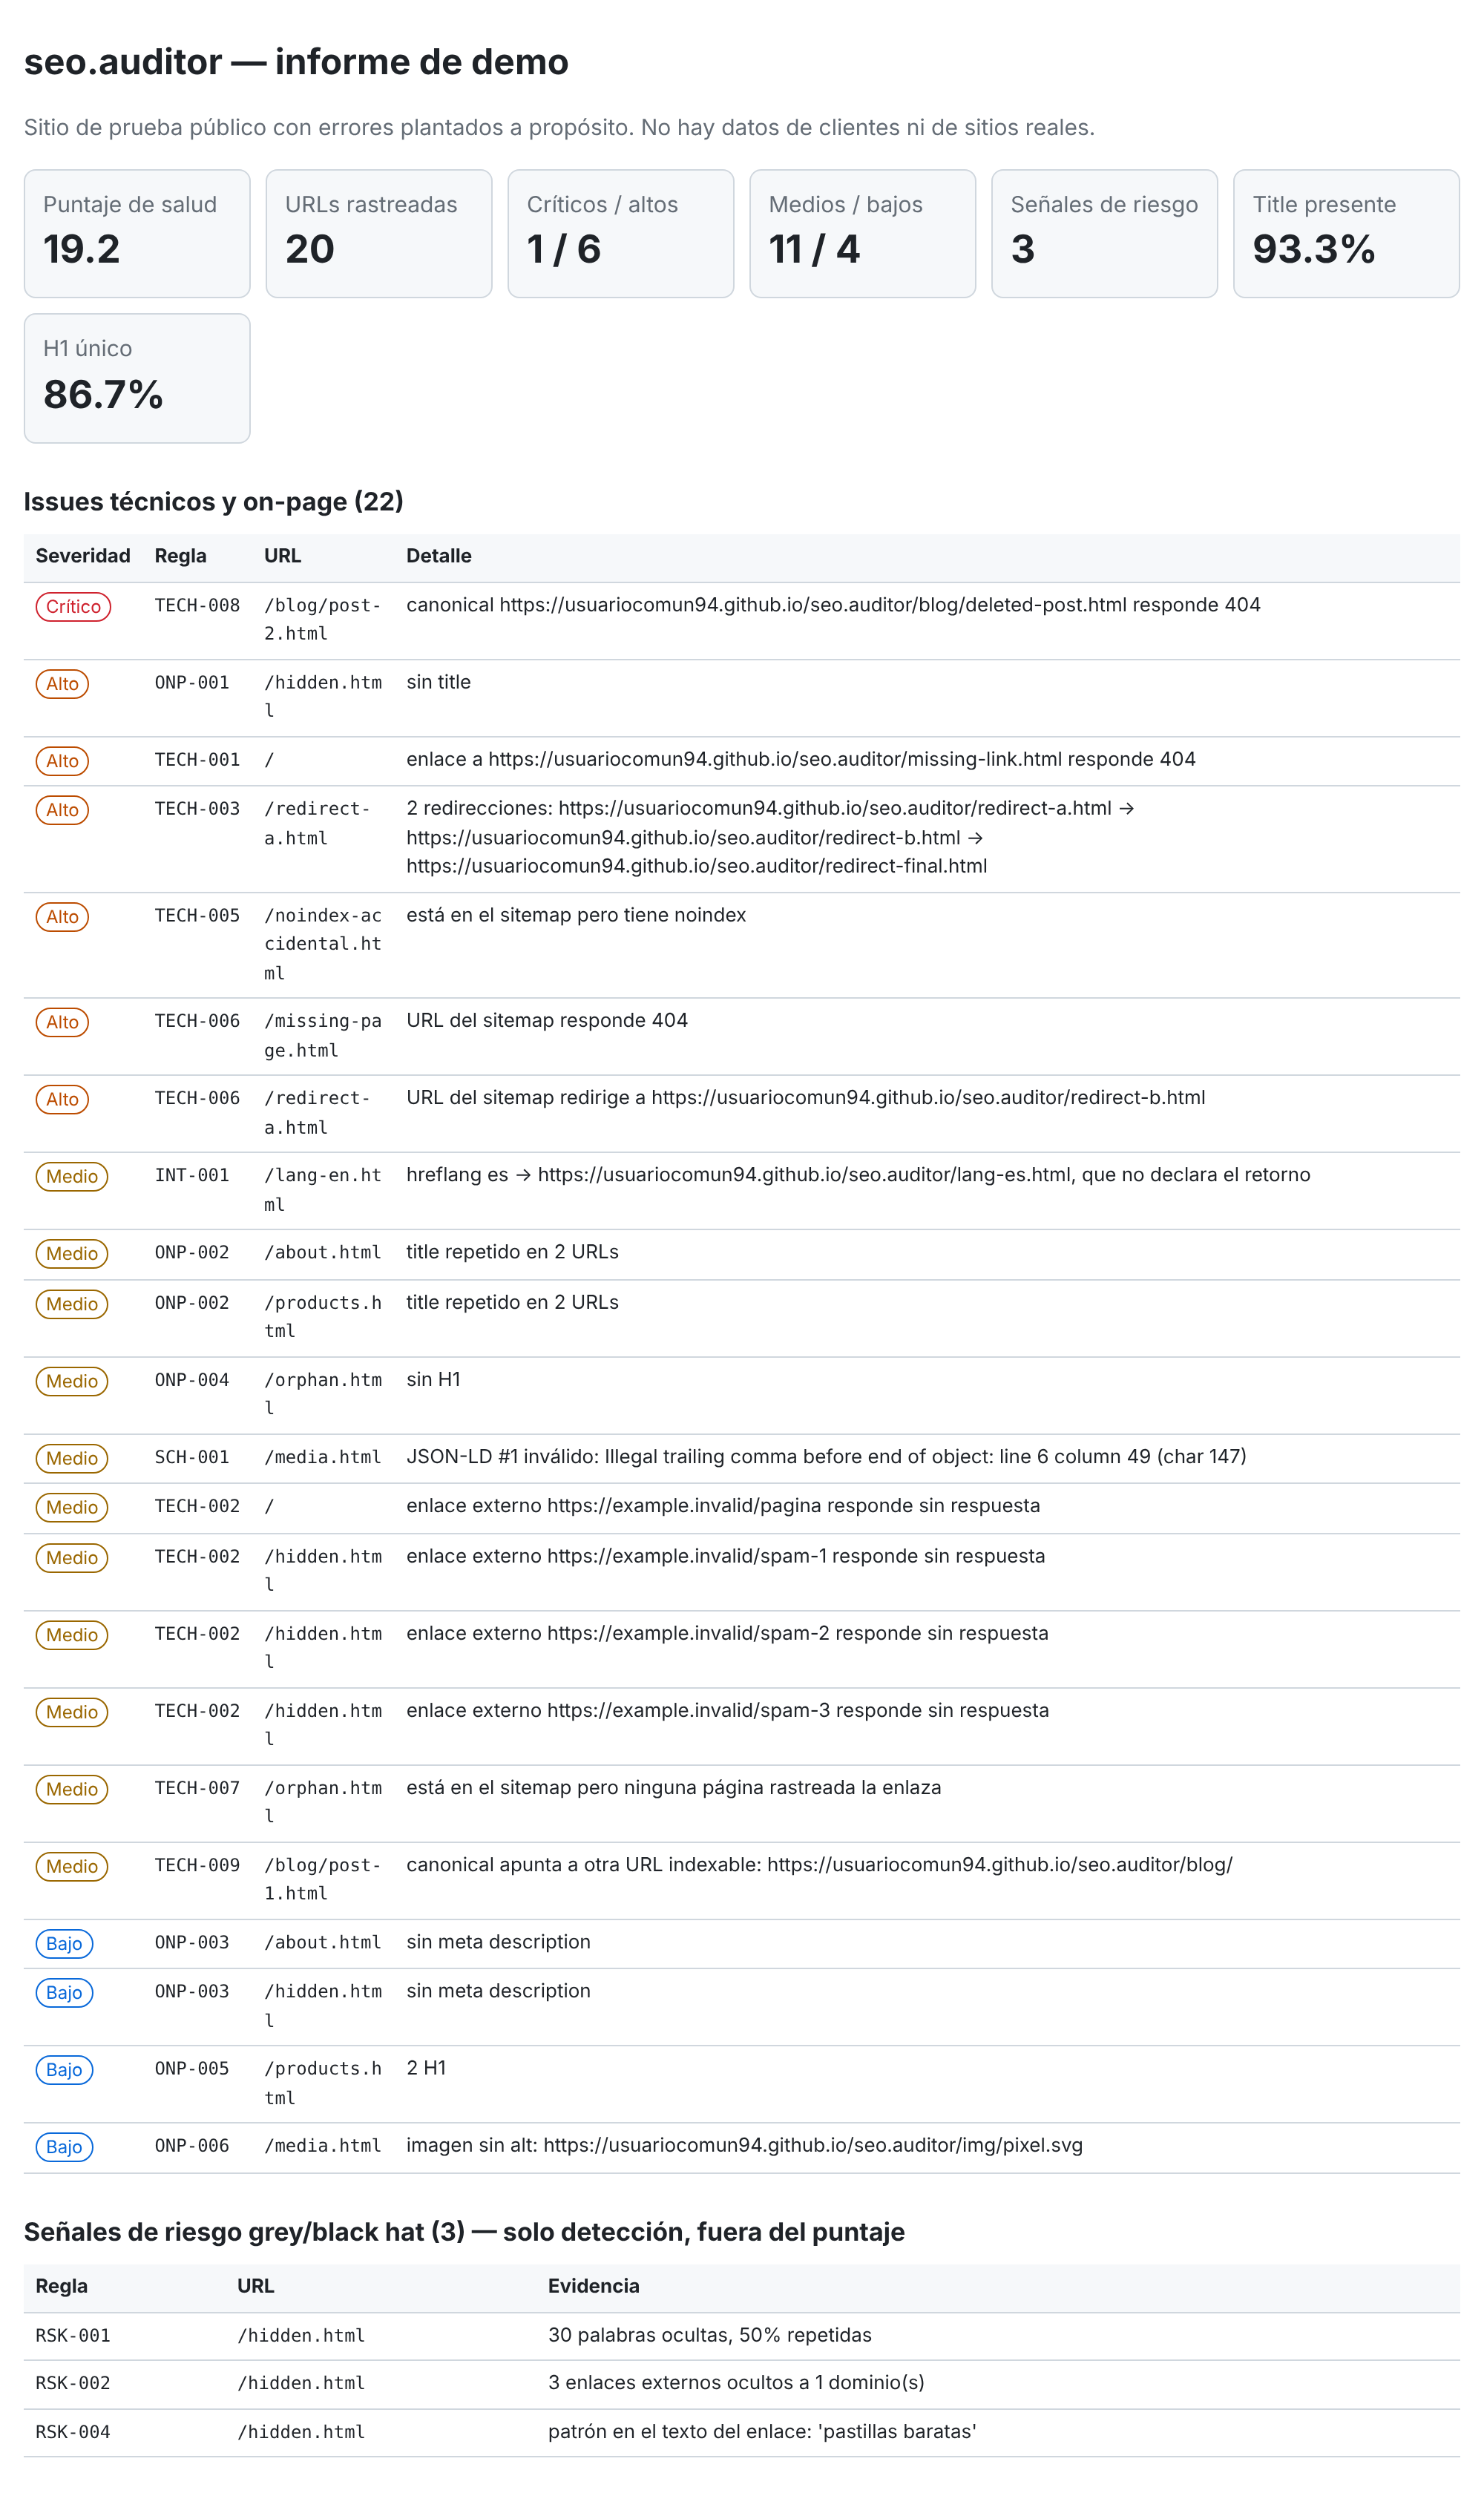 seo.auditor — informe de demo
Sitio de prueba público con errores plantados a propósito. No hay datos de clientes ni de sitios reales.
Puntaje de salud
19.2
URLs rastreadas
20
Críticos / altos
1 / 6
Medios / bajos
11 / 4
Señales de riesgo
3
Title presente
93.3%
H1 único
86.7%
Issues técnicos y on-page (22)
Severidad Regla URL Detalle
Crítico TECH-008 /blog/post- canonical https://usuariocomun94.github.io/seo.auditor/blog/deleted-post.html responde 404
2.html
Alto ONP-001 /hidden.htm sin title
l
Alto TECH-001 / enlace a https://usuariocomun94.github.io/seo.auditor/missing-link.html responde 404
Alto TECH-003 /redirect- 2 redirecciones: https://usuariocomun94.github.io/seo.auditor/redirect-a.html →
a.html https://usuariocomun94.github.io/seo.auditor/redirect-b.html →
https://usuariocomun94.github.io/seo.auditor/redirect-final.html
Alto TECH-005 /noindex-ac está en el sitemap pero tiene noindex
cidental.ht
ml
Alto TECH-006 /missing-pa URL del sitemap responde 404
ge.html
Alto TECH-006 /redirect- URL del sitemap redirige a https://usuariocomun94.github.io/seo.auditor/redirect-b.html
a.html
Medio INT-001 /lang-en.ht hreflang es → https://usuariocomun94.github.io/seo.auditor/lang-es.html, que no declara el retorno
ml
Medio ONP-002 /about.html title repetido en 2 URLs
Medio ONP-002 /products.h title repetido en 2 URLs
tml
Medio ONP-004 /orphan.htm sin H1
l
Medio SCH-001 /media.html JSON-LD #1 inválido: Illegal trailing comma before end of object: line 6 column 49 (char 147)
Medio TECH-002 / enlace externo https://example.invalid/pagina responde sin respuesta
Medio TECH-002 /hidden.htm enlace externo https://example.invalid/spam-1 responde sin respuesta
l
Medio TECH-002 /hidden.htm enlace externo https://example.invalid/spam-2 responde sin respuesta
l
Medio TECH-002 /hidden.htm enlace externo https://example.invalid/spam-3 responde sin respuesta
l
Medio TECH-007 /orphan.htm está en el sitemap pero ninguna página rastreada la enlaza
l
Medio TECH-009 /blog/post- canonical apunta a otra URL indexable: https://usuariocomun94.github.io/seo.auditor/blog/
1.html
Bajo ONP-003 /about.html sin meta description
Bajo ONP-003 /hidden.htm sin meta description
l
Bajo ONP-005 /products.h 2 H1
tml
Bajo ONP-006 /media.html imagen sin alt: https://usuariocomun94.github.io/seo.auditor/img/pixel.svg
Señales de riesgo grey/black hat (3) — solo detección, fuera del puntaje
Regla URL Evidencia
RSK-001 /hidden.html 30 palabras ocultas, 50% repetidas
RSK-002 /hidden.html 3 enlaces externos ocultos a 1 dominio(s)
RSK-004 /hidden.html patrón en el texto del enlace: 'pastillas baratas'